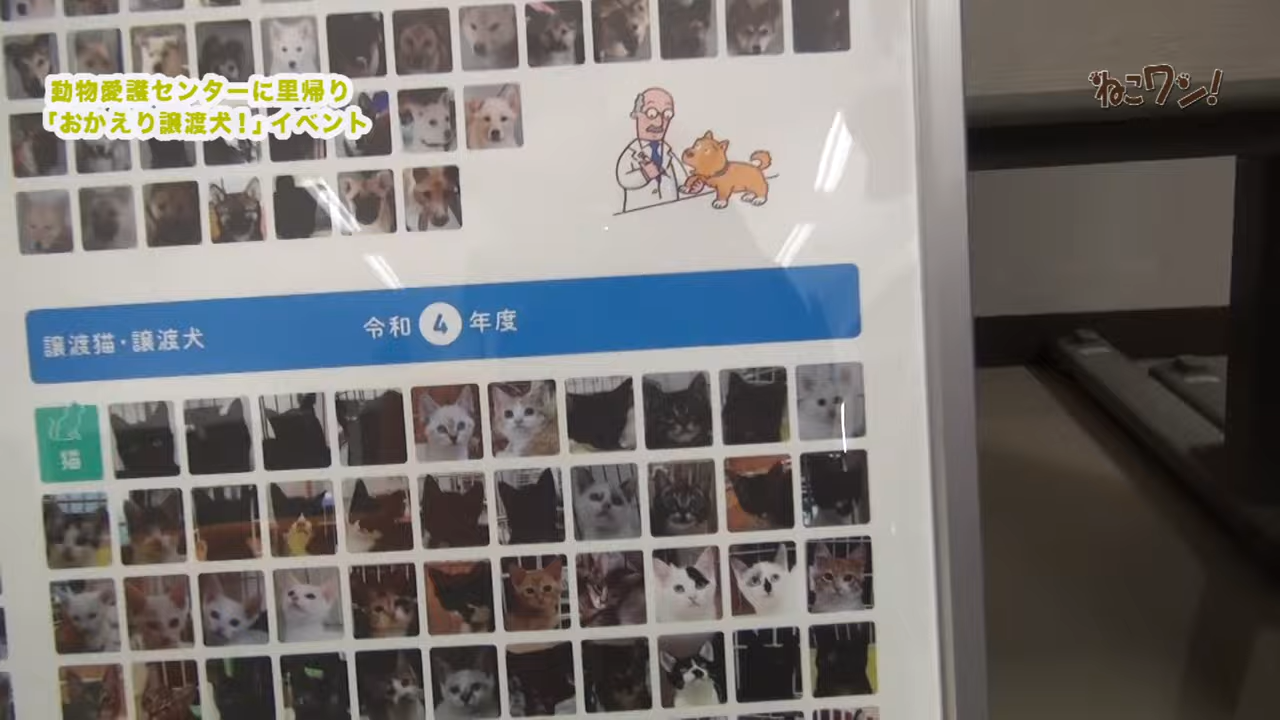 動物愛護センターに里帰り
「おかえり譲渡犬！」イベント
ねこワン！
譲渡猫・譲渡犬
令和4年度
猫